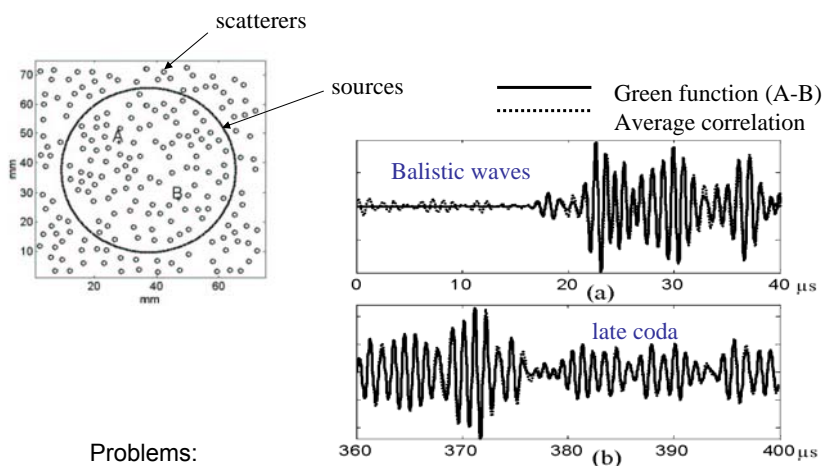 scatterers
sources
70
60
50
40
30
20
10
mm
A
B
20 40 60
mm
Green function (A-B)
Average correlation
Balistic waves
0 10 20 30 40 μs
(a)
late coda
360 370 380 390 400 μs
(b)
Problems: